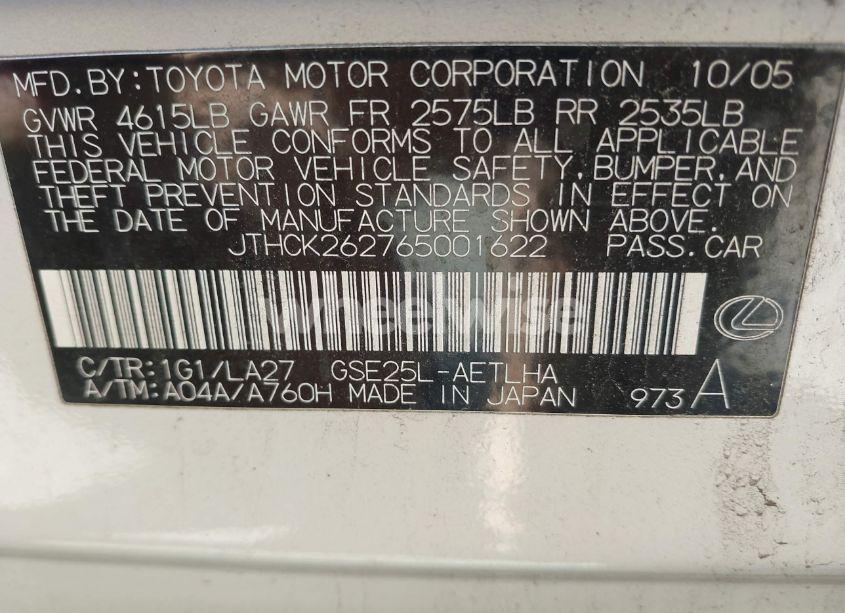 MFD.BY:TOYOTA MOTOR CORPORATION 10/05
GVWR 4615LB GAWR FR 2575LB RR 2535LB
THIS VEHICLE CONFORMS TO ALL APPLICABLE
FEDERAL MOTOR VEHICLE SAFETY,BUMPER,AND
THEFT PREVENTION STANDARDS IN EFFECT ON
THE DATE OF MANUFACTURE SHOWN ABOVE.
JTHCK262765001622 PASS.CAR
wheelwise
C/TR:1G1/LA27 GSE25L-AETLHA
A/TM:A04A/A760H MADE IN JAPAN 973A